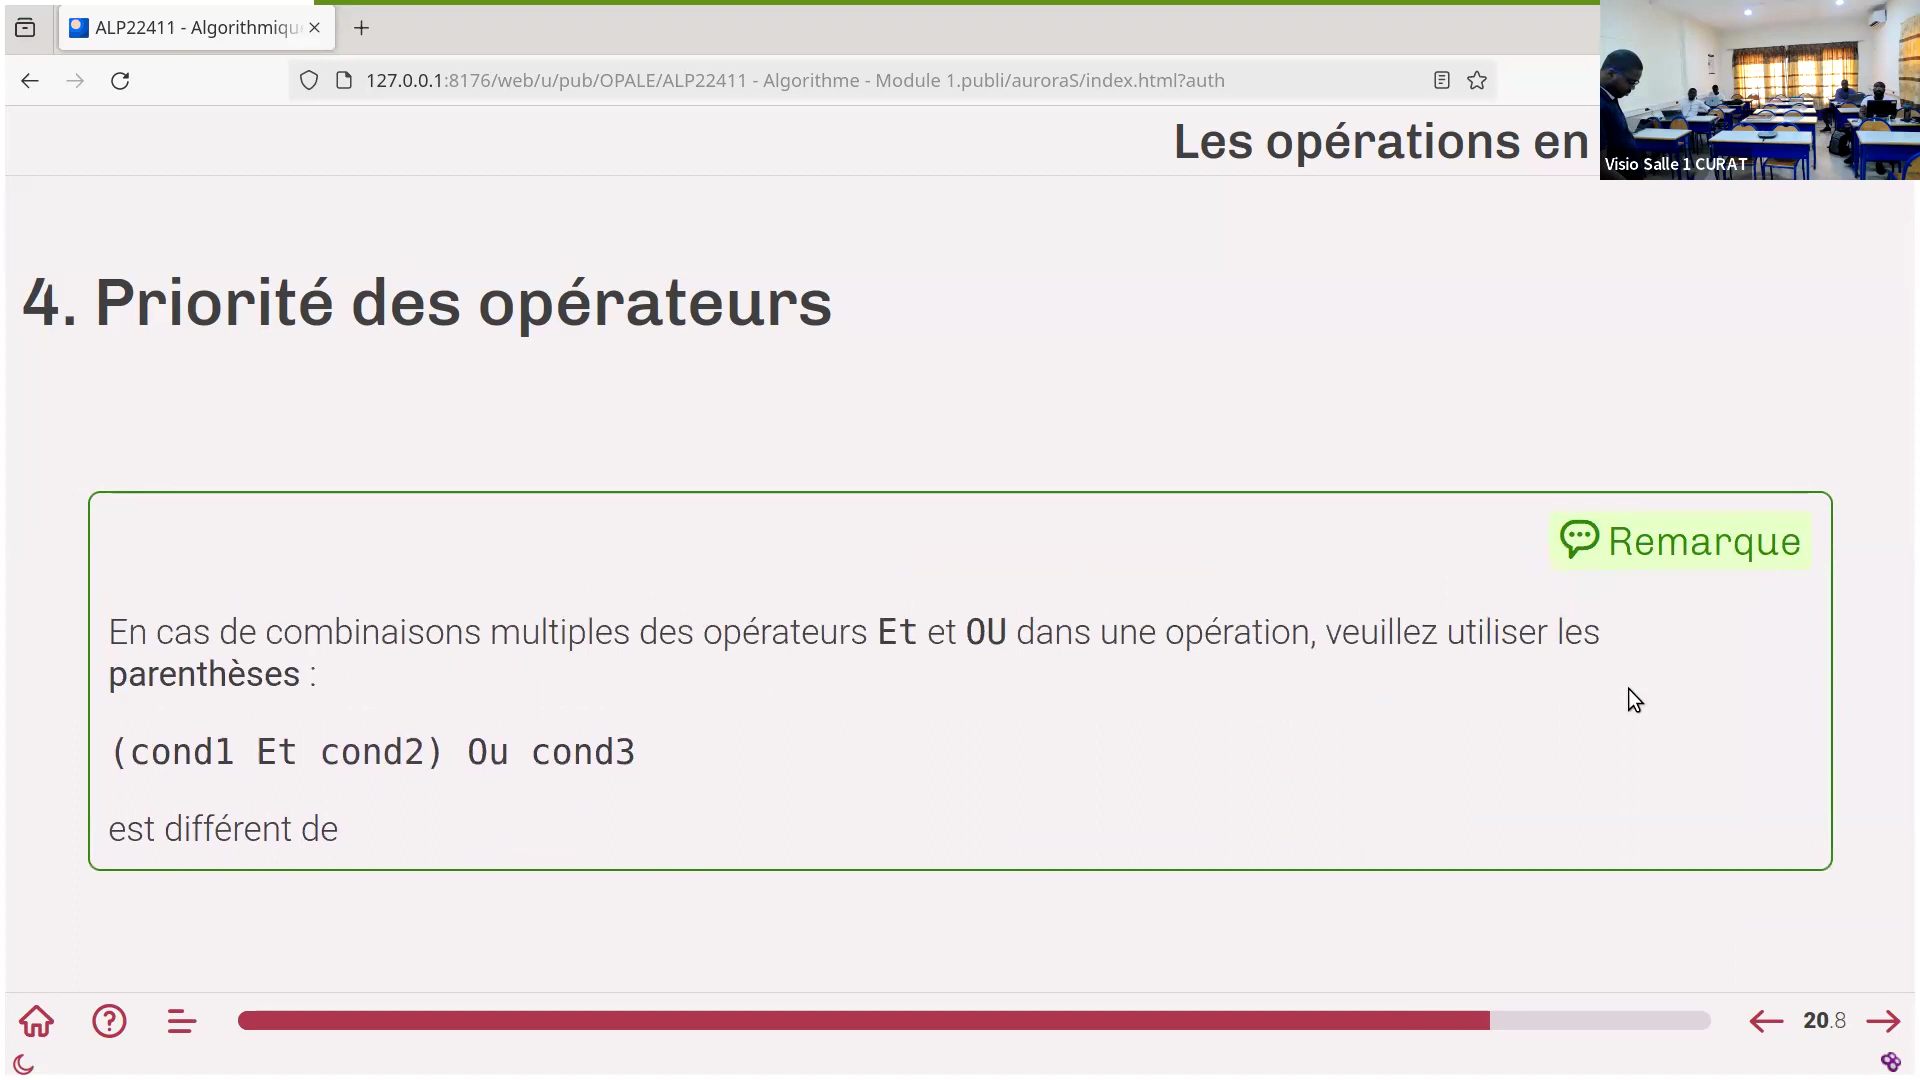 ALP22411 - Algorithmique
127.0.0.1:8176/web/u/pub/OPALE/ALP22411 - Algorithme - Module 1.publi/auroraS/index.html?auth
Visio Salle 1 CURAT
Les opérations en
4. Priorité des opérateurs
Remarque
En cas de combinaisons multiples des opérateurs Et et OU dans une opération, veuillez utiliser les
parenthèses :
(cond1 Et cond2) Ou cond3
est différent de
20.8